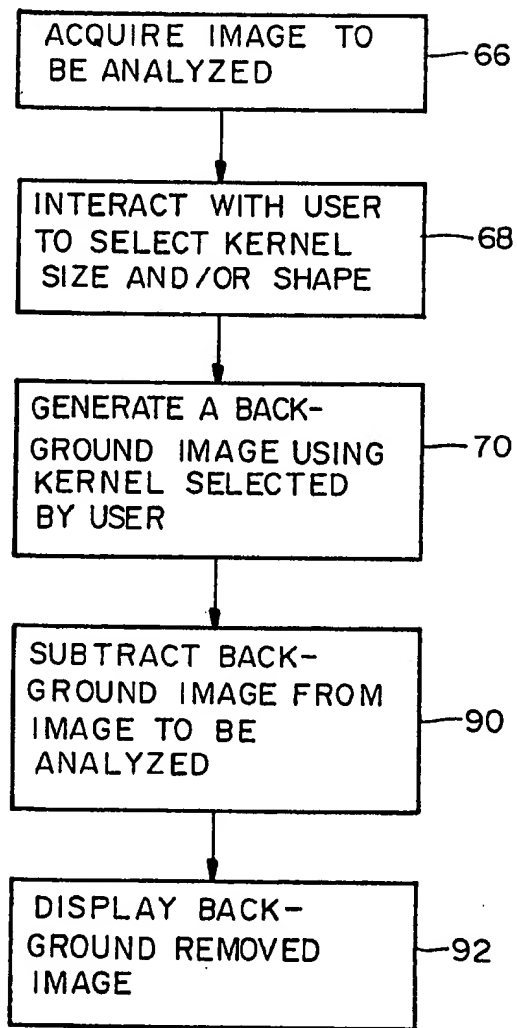 ACQUIRE IMAGE TO
BE ANALYZED
66
INTERACT WITH USER
TO SELECT KERNEL
SIZE AND/OR SHAPE
68
GENERATE A BACK-
GROUND IMAGE USING
KERNEL SELECTED
BY USER
70
SUBTRACT BACK-
GROUND IMAGE FROM
IMAGE TO BE
ANALYZED
90
DISPLAY BACK-
GROUND REMOVED
IMAGE
92